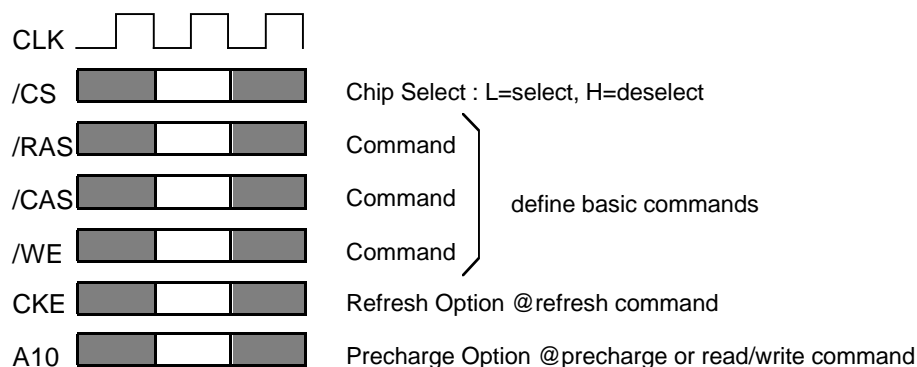 CLK
/CS Chip Select : L=select, H=deselect
/RAS Command
/CAS Command define basic commands
/WE Command
CKE Refresh Option @refresh command
A10 Precharge Option @precharge or read/write command